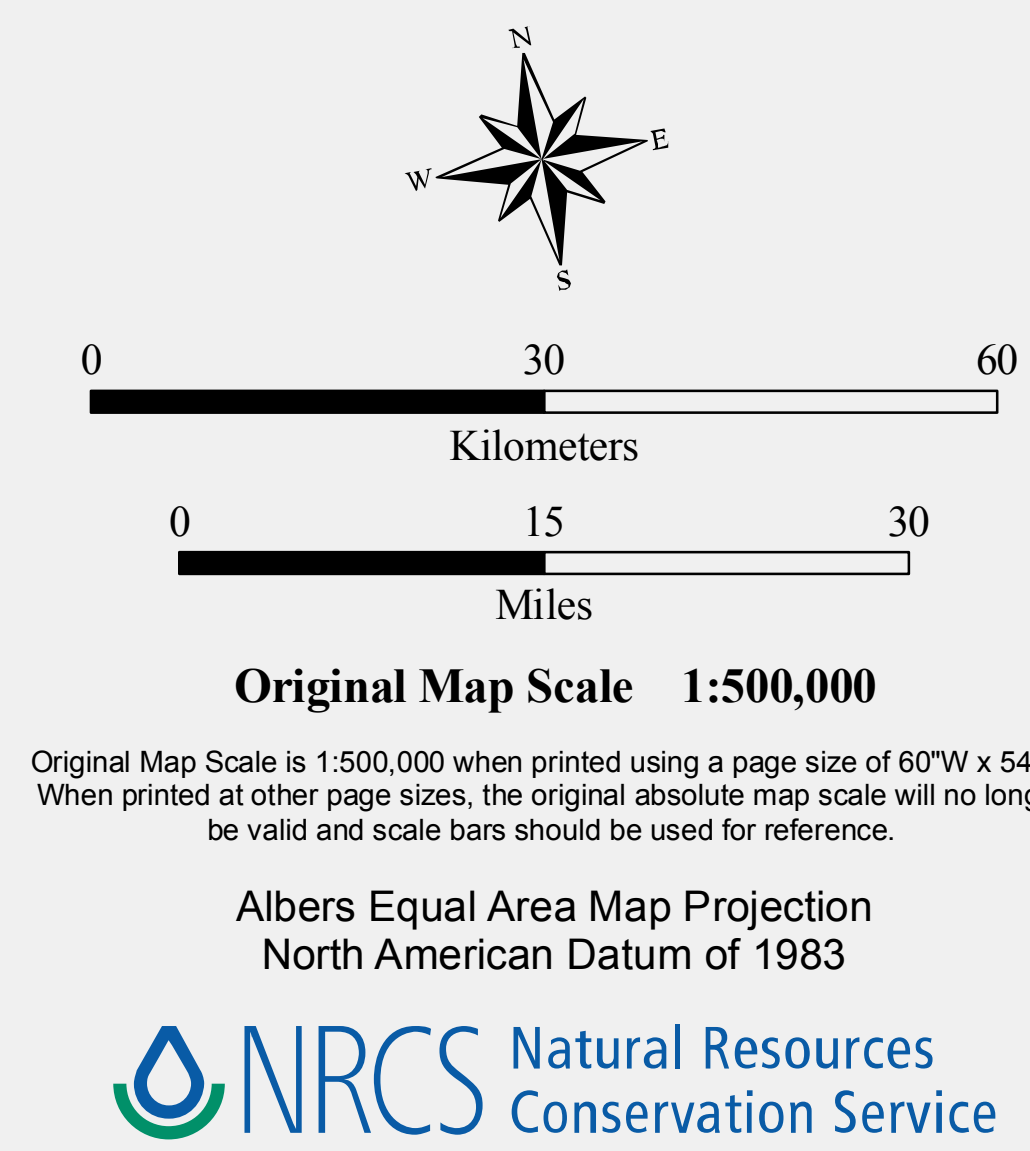 N
E
W
S
0 30 60
Kilometers
0 15 30
Miles
Original Map Scale 1:500,000
Original Map Scale is 1:500,000 when printed using a page size of 60"W x 54
When printed at other page sizes, the original absolute map scale will no long
be valid and scale bars should be used for reference.
Albers Equal Area Map Projection
North American Datum of 1983
NRCS Natural Resources
Conservation Service